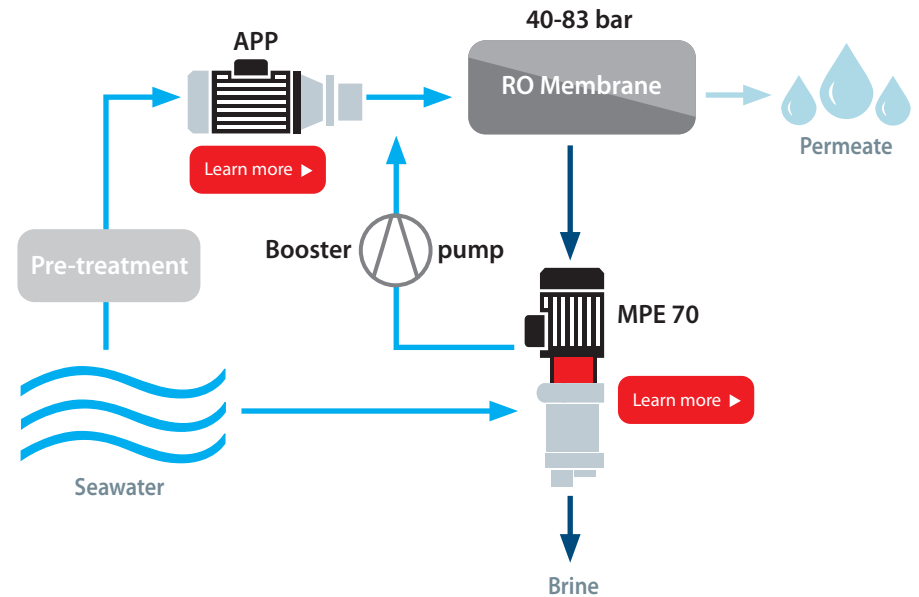 40-83 bar
APP
RO Membrane
Learn more
Permeate
Booster pump
Pre-treatment
MPE 70
Learn more
Seawater
Brine